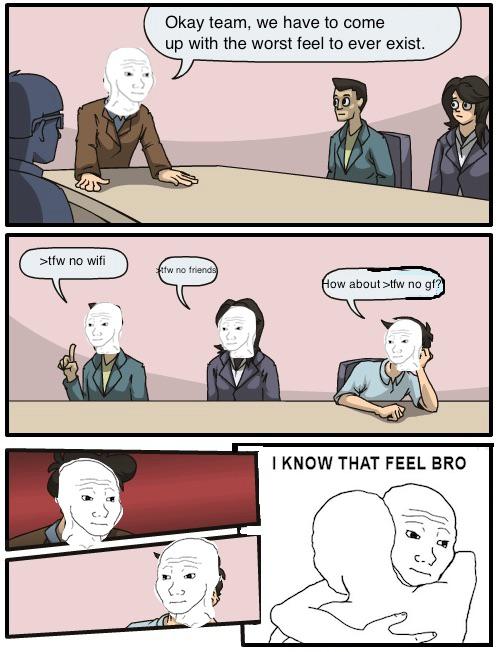 Okay team, we have to come
up with the worst feel to ever exist.
>tfw no wifi
>tfw no friends
How about >tfw no gf?
I KNOW THAT FEEL BRO